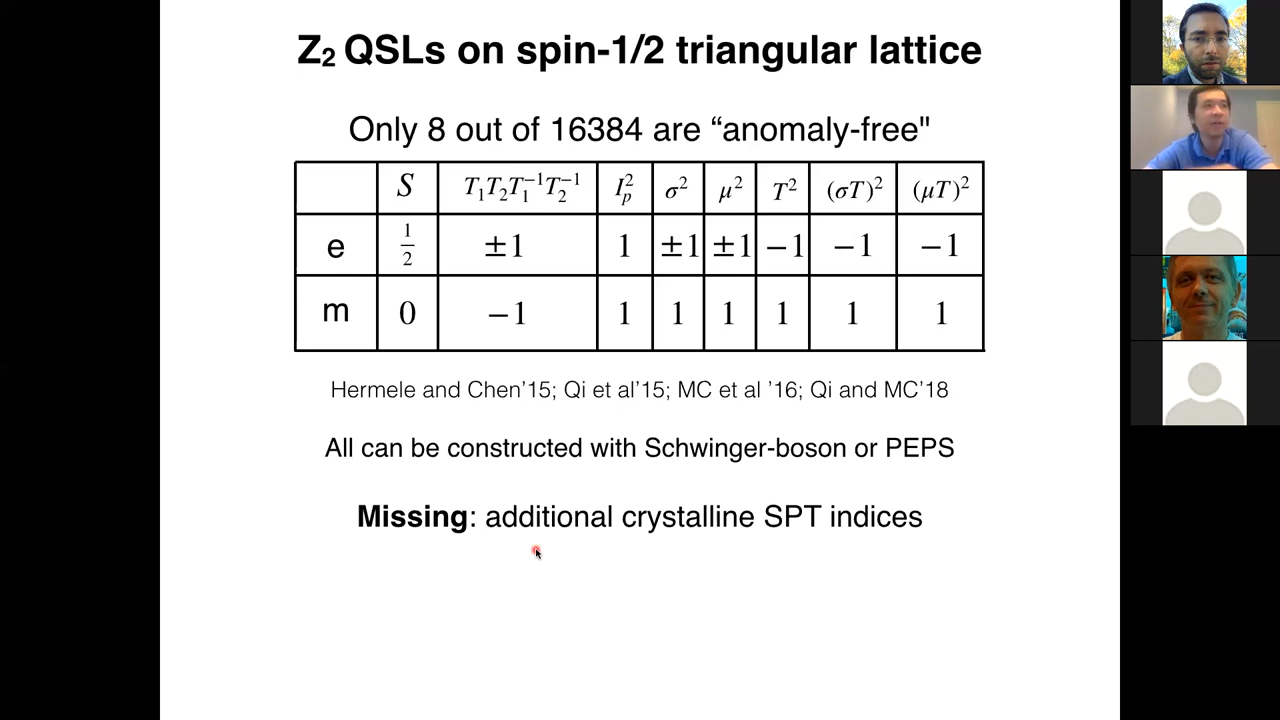 Z₂ QSLs on spin-1/2 triangular lattice
Only 8 out of 16384 are “anomaly-free"
S T₁T₂T₁⁻¹T₂⁻¹ I_p² σ² μ² T² (σT)² (μT)²
e 1/2 ±1 1 ±1 ±1 −1 −1 −1
m 0 −1 1 1 1 1 1 1
Hermele and Chen’15; Qi et al’15; MC et al ’16; Qi and MC’18
All can be constructed with Schwinger-boson or PEPS
Missing: additional crystalline SPT indices